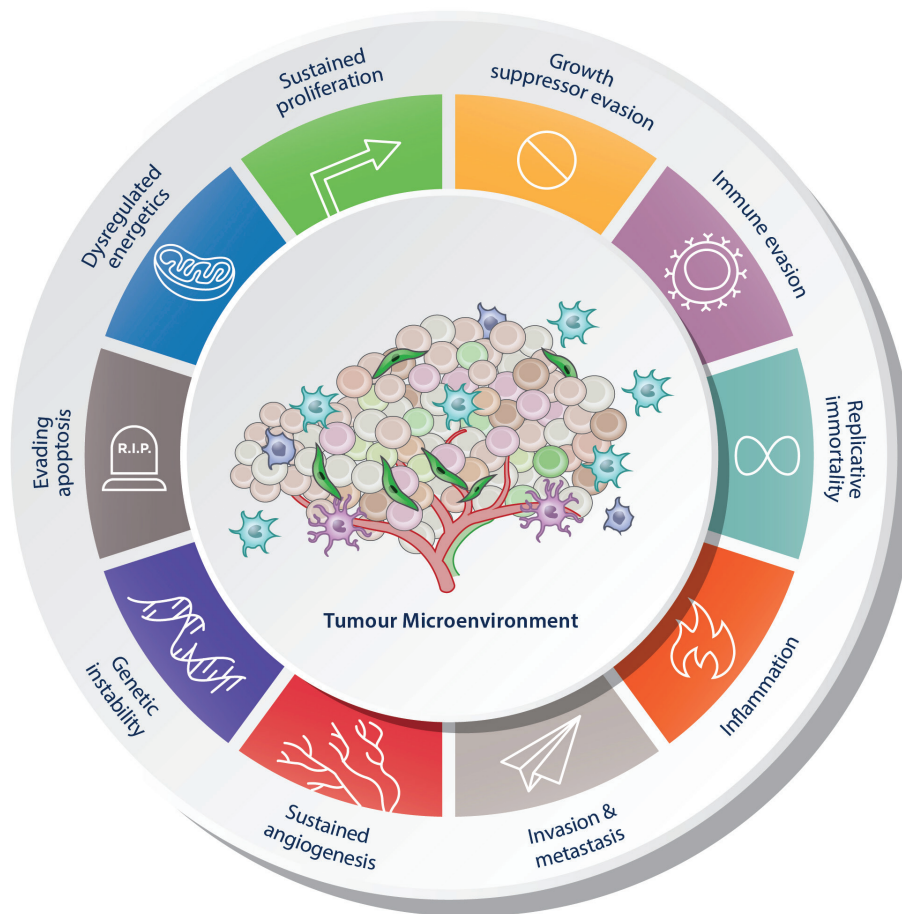 Sustained
proliferation
Growth
suppressor evasion
Immune evasion
Replicative
immortality
Inflammation
Invasion &
metastasis
Sustained
angiogenesis
Genetic
instability
Evading
apoptosis
R.I.P.
Dysregulated
energetics
Tumour Microenvironment